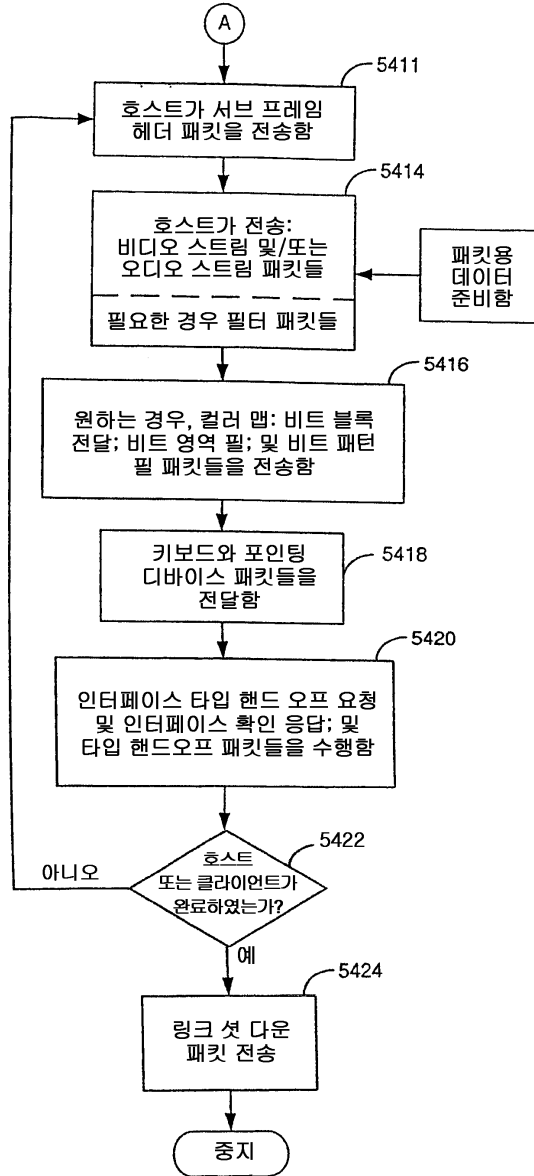 A
5411
호스트가 서브 프레임
헤더 패킷을 전송함
5414
호스트가 전송:
비디오 스트림 및/또는
오디오 스트림 패킷들
필요한 경우 필터 패킷들
패킷용
데이터
준비함
5416
원하는 경우, 컬러 맵: 비트 블록
전달; 비트 영역 필; 및 비트 패턴
필 패킷들을 전송함
키보드와 포인팅
디바이스 패킷들을
전달함
5418
5420
인터페이스 타입 핸드 오프 요청
및 인터페이스 확인 응답; 및
타입 핸드오프 패킷들을 수행함
5422
호스트
또는 클라이언트가
완료하였는가?
아니오
예
5424
링크 셧 다운
패킷 전송
중지